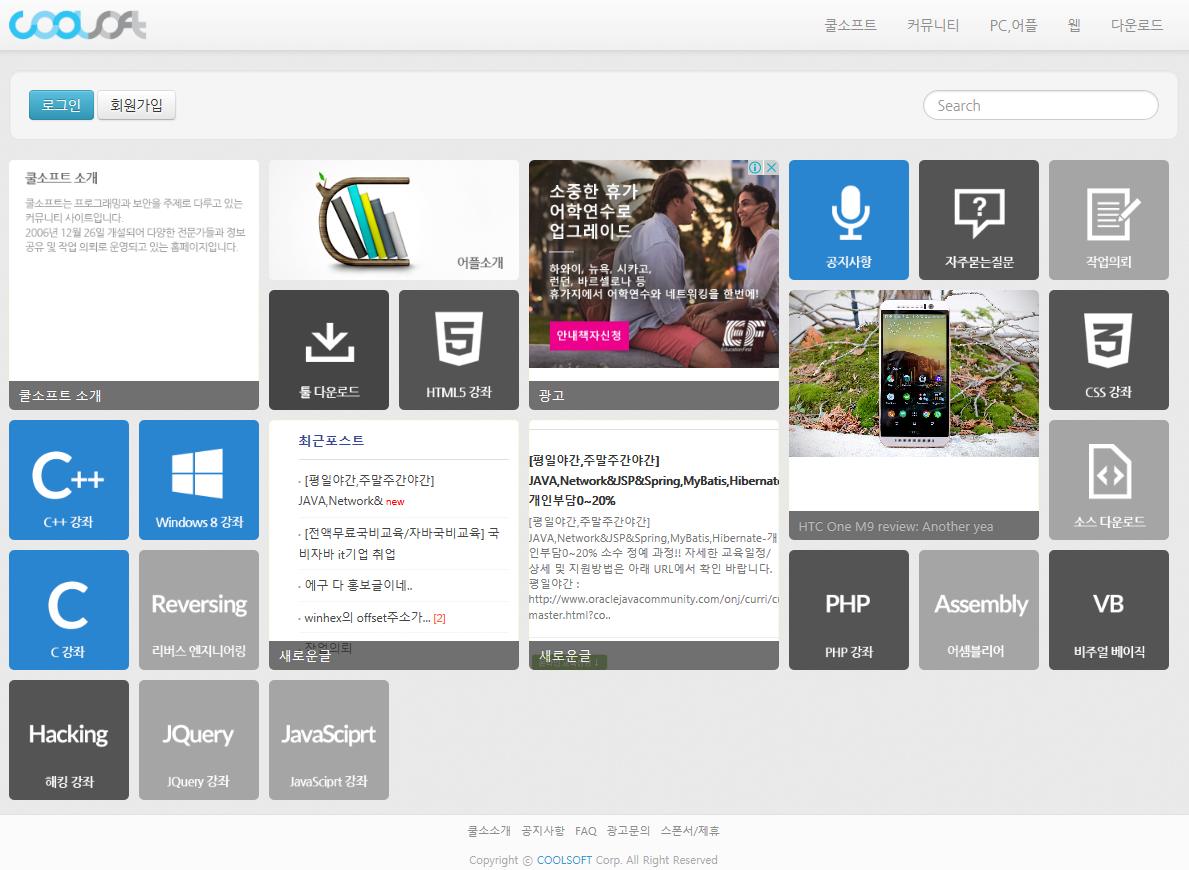 COOLSOFT
쿨소프트 커뮤니티 PC,어플 웹 다운로드
로그인 회원가입
Search
쿨소프트 소개
쿨소프트는 프로그래밍과 보안을 주제로 다루고 있는
커뮤니티 사이트입니다.
2006년 12월 26일 개설되어 다양한 전문가들과 정보
공유 및 작업 의뢰로 운영되고 있는 홈페이지입니다.
쿨소프트 소개
어플소개
툴 다운로드
HTML5 강좌
소중한 휴가
어학연수로
업그레이드
하와이, 뉴욕, 시카고,
런던, 바르셀로나 등
휴가지에서 어학연수와 네트워킹을 한번에!
안내책자신청
EF
Education First
광고
공지사항
자주묻는질문
작업의뢰
HTC One M9 review: Another yea
CSS 강좌
소스 다운로드
C++
C++ 강좌
Windows 8 강좌
C
C 강좌
Reversing
리버스 엔지니어링
최근포스트
· [평일야간,주말주간야간]
JAVA,Network& new
· [전액무료국비교육/자바국비교육] 국
비자바 it기업 취업
· 에구 다 홍보글이네..
· winhex의 offset주소가... [2]
작업의뢰
새로운글
[평일야간,주말주간야간]
JAVA,Network&JSP&Spring,MyBatis,Hibernate
개인부담0~20%
[평일야간,주말주간야간]
JAVA,Network&JSP&Spring,MyBatis,Hibernate-개
인부담0~20% 소수 정예 과정!! 자세한 교육일정/
상세 및 지원방법은 아래 URL에서 확인 바랍니다.
평일야간 :
http://www.oraclejavacommunity.com/onj/curri/cu
master.html?co..
새로운글
PHP
PHP 강좌
Assembly
어셈블리어
VB
비주얼 베이직
Hacking
해킹 강좌
JQuery
JQuery 강좌
JavaSciprt
JavaSciprt 강좌
쿨소소개 공지사항 FAQ 광고문의 스폰서/제휴
Copyright ⓒ COOLSOFT Corp. All Right Reserved